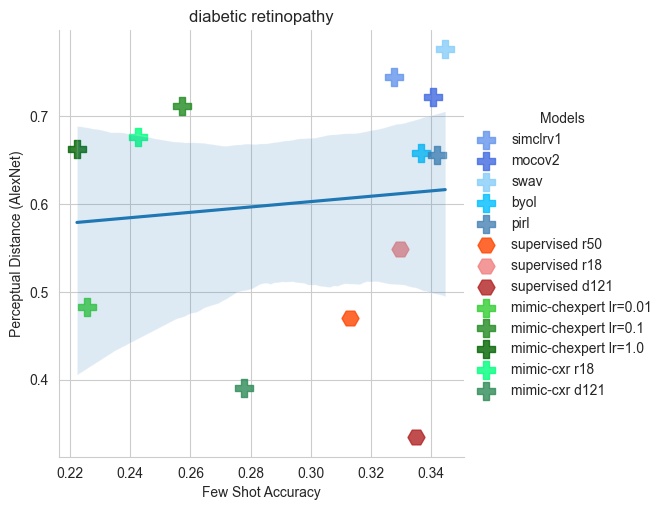 diabetic retinopathy
Perceptual Distance (AlexNet)
0.7
0.6
0.5
0.4
0.22 0.24 0.26 0.28 0.30 0.32 0.34
Few Shot Accuracy
Models
simclrv1
mocov2
swav
byol
pirl
supervised r50
supervised r18
supervised d121
mimic-chexpert lr=0.01
mimic-chexpert lr=0.1
mimic-chexpert lr=1.0
mimic-cxr r18
mimic-cxr d121